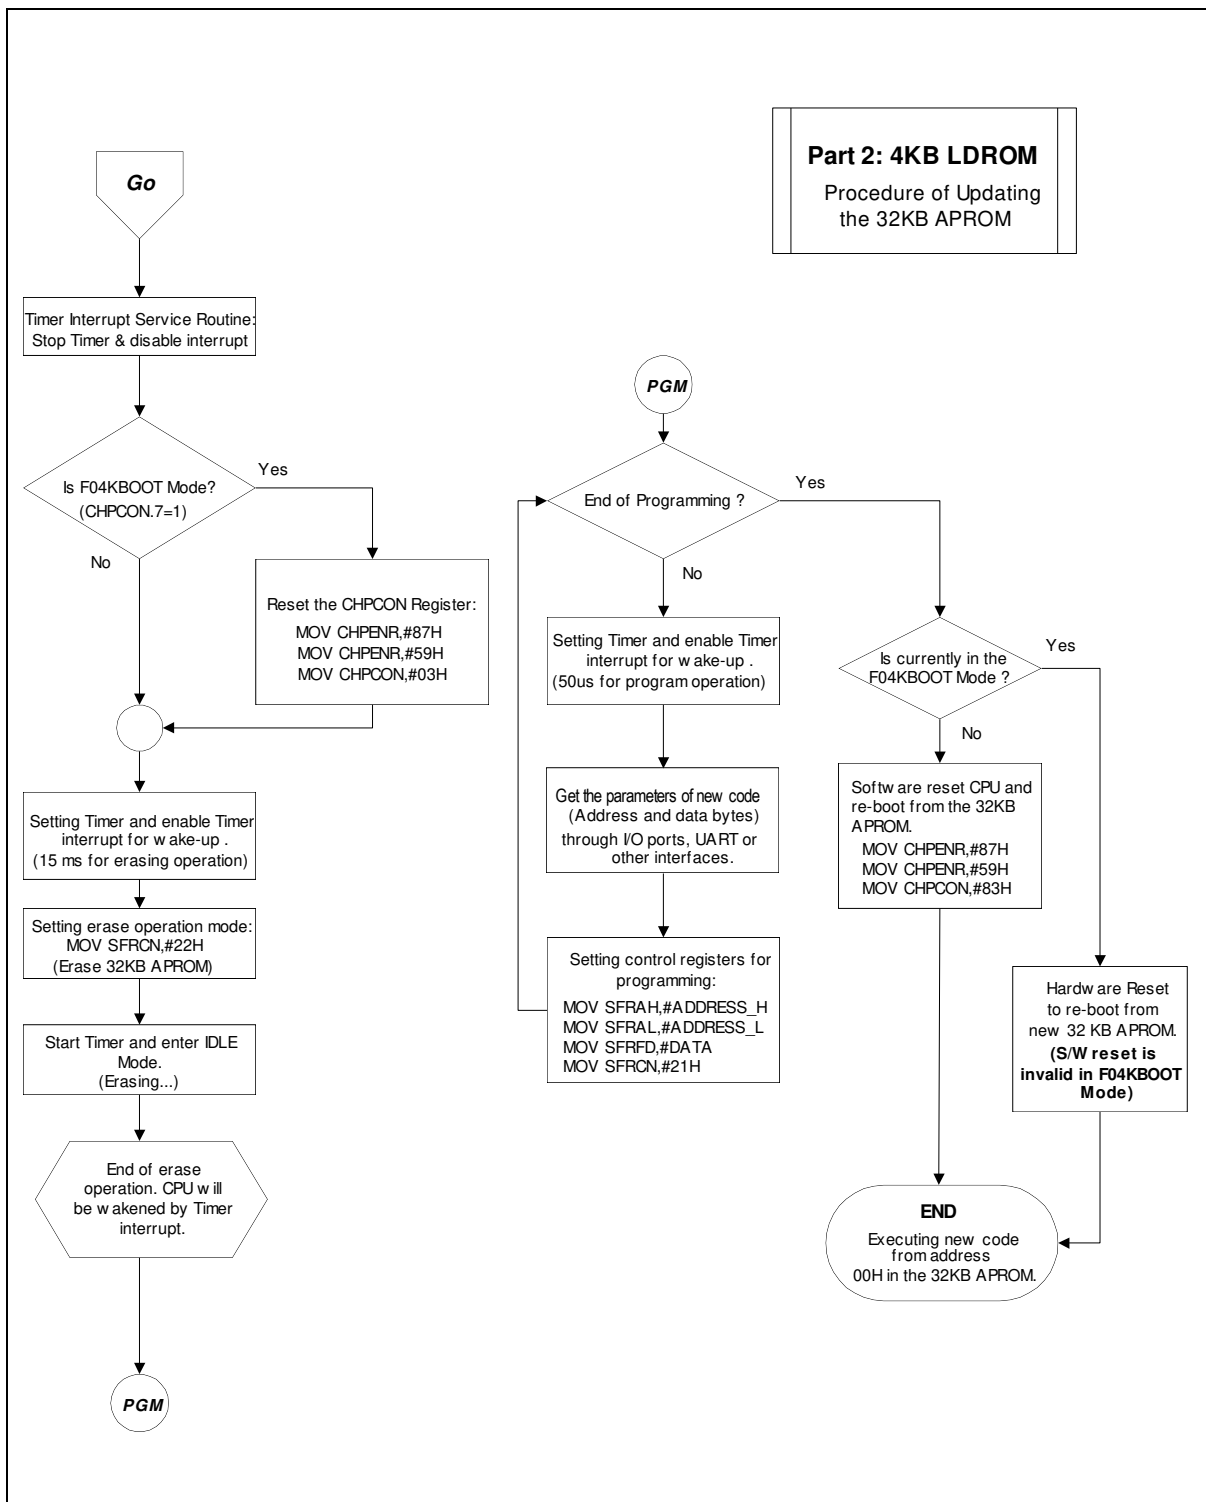 Part 2: 4KB LDROM
Procedure of Updating
the 32KB APROM
Go
Timer Interrupt Service Routine:
Stop Timer & disable interrupt
Is F04KBOOT Mode?
(CHPCON.7=1)
Yes
No
Reset the CHPCON Register:
MOV CHPENR,#87H
MOV CHPENR,#59H
MOV CHPCON,#03H
Setting Timer and enable Timer
interrupt for wake-up .
(15 ms for erasing operation)
Setting erase operation mode:
MOV SFRCN,#22H
(Erase 32KB APROM)
Start Timer and enter IDLE
Mode.
(Erasing...)
End of erase
operation. CPU will
be wakened by Timer
interrupt.
PGM
PGM
End of Programming ?
Yes
No
Setting Timer and enable Timer
interrupt for wake-up .
(50us for program operation)
Get the parameters of new code
(Address and data bytes)
through I/O ports, UART or
other interfaces.
Setting control registers for
programming:
MOV SFRAH,#ADDRESS_H
MOV SFRAL,#ADDRESS_L
MOV SFRFD,#DATA
MOV SFRCN,#21H
Is currently in the
F04KBOOT Mode ?
Yes
No
Software reset CPU and
re-boot from the 32KB
APROM.
MOV CHPENR,#87H
MOV CHPENR,#59H
MOV CHPCON,#83H
Hardware Reset
to re-boot from
new 32 KB APROM.
(S/W reset is
invalid in F04KBOOT
Mode)
END
Executing new code
from address
00H in the 32KB APROM.